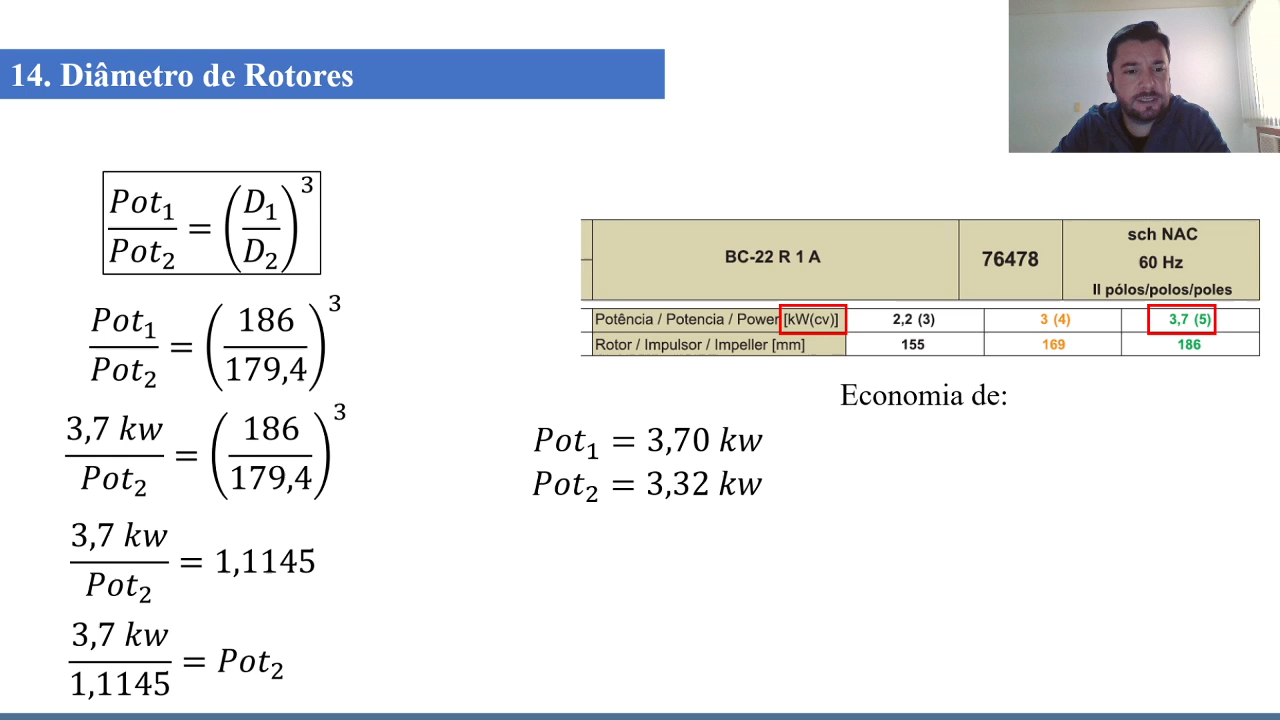 14. Diâmetro de Rotores
Pot₁/Pot₂ = (D₁/D₂)³
Pot₁/Pot₂ = (186/179,4)³
3,7 kw/Pot₂ = (186/179,4)³
3,7 kw/Pot₂ = 1,1145
3,7 kw/1,1145 = Pot₂
BC-22 R 1 A
76478
sch NAC
60 Hz
II pólos/polos/poles
Potência / Potencia / Power [kW(cv)] 2,2 (3) 3 (4) 3,7 (5)
Rotor / Impulsor / Impeller [mm] 155 169 186
Economia de:
Pot₁ = 3,70 kw
Pot₂ = 3,32 kw